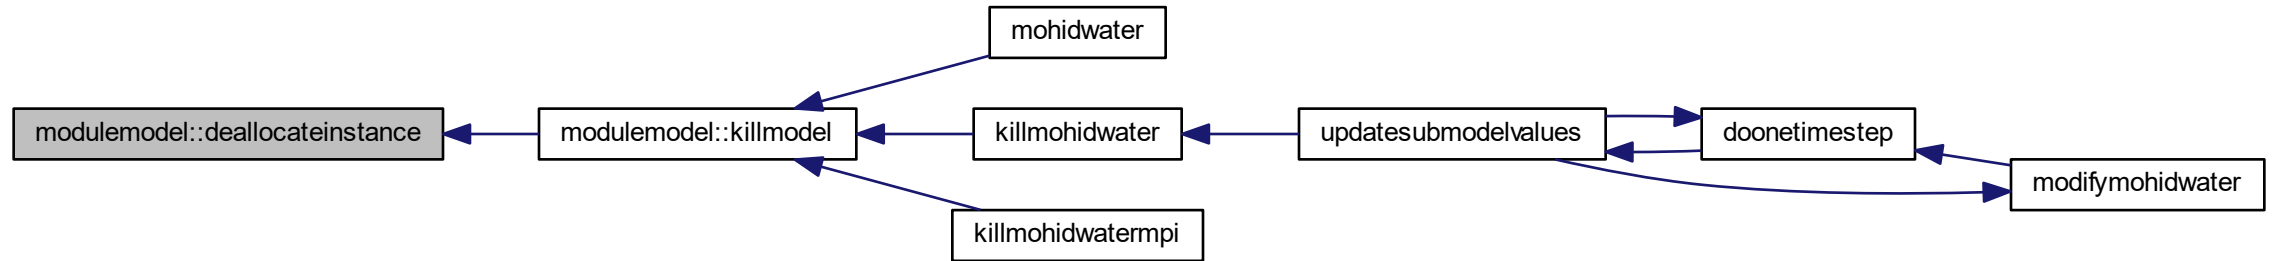 mohidwater
modulemodel::deallocateinstance
modulemodel::killmodel
killmohidwater
updatesubmodelvalues
doonetimestep
modifymohidwater
killmohidwatermpi